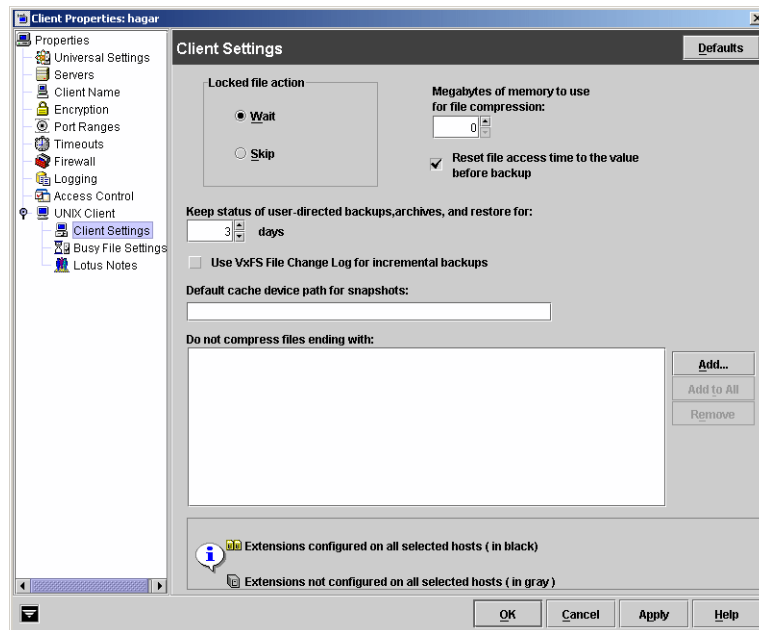 Client Properties: hagar
Properties
Universal Settings
Servers
Client Name
Encryption
Port Ranges
Timeouts
Firewall
Logging
Access Control
UNIX Client
Client Settings
Busy File Settings
Lotus Notes
Client Settings
Defaults
Locked file action
Wait
Skip
Megabytes of memory to use
for file compression:
0
Reset file access time to the value
before backup
Keep status of user-directed backups,archives, and restore for:
3 days
Use VxFS File Change Log for incremental backups
Default cache device path for snapshots:
Do not compress files ending with:
Add...
Add to All
Remove
Extensions configured on all selected hosts ( in black)
Extensions not configured on all selected hosts ( in gray )
OK
Cancel
Apply
Help